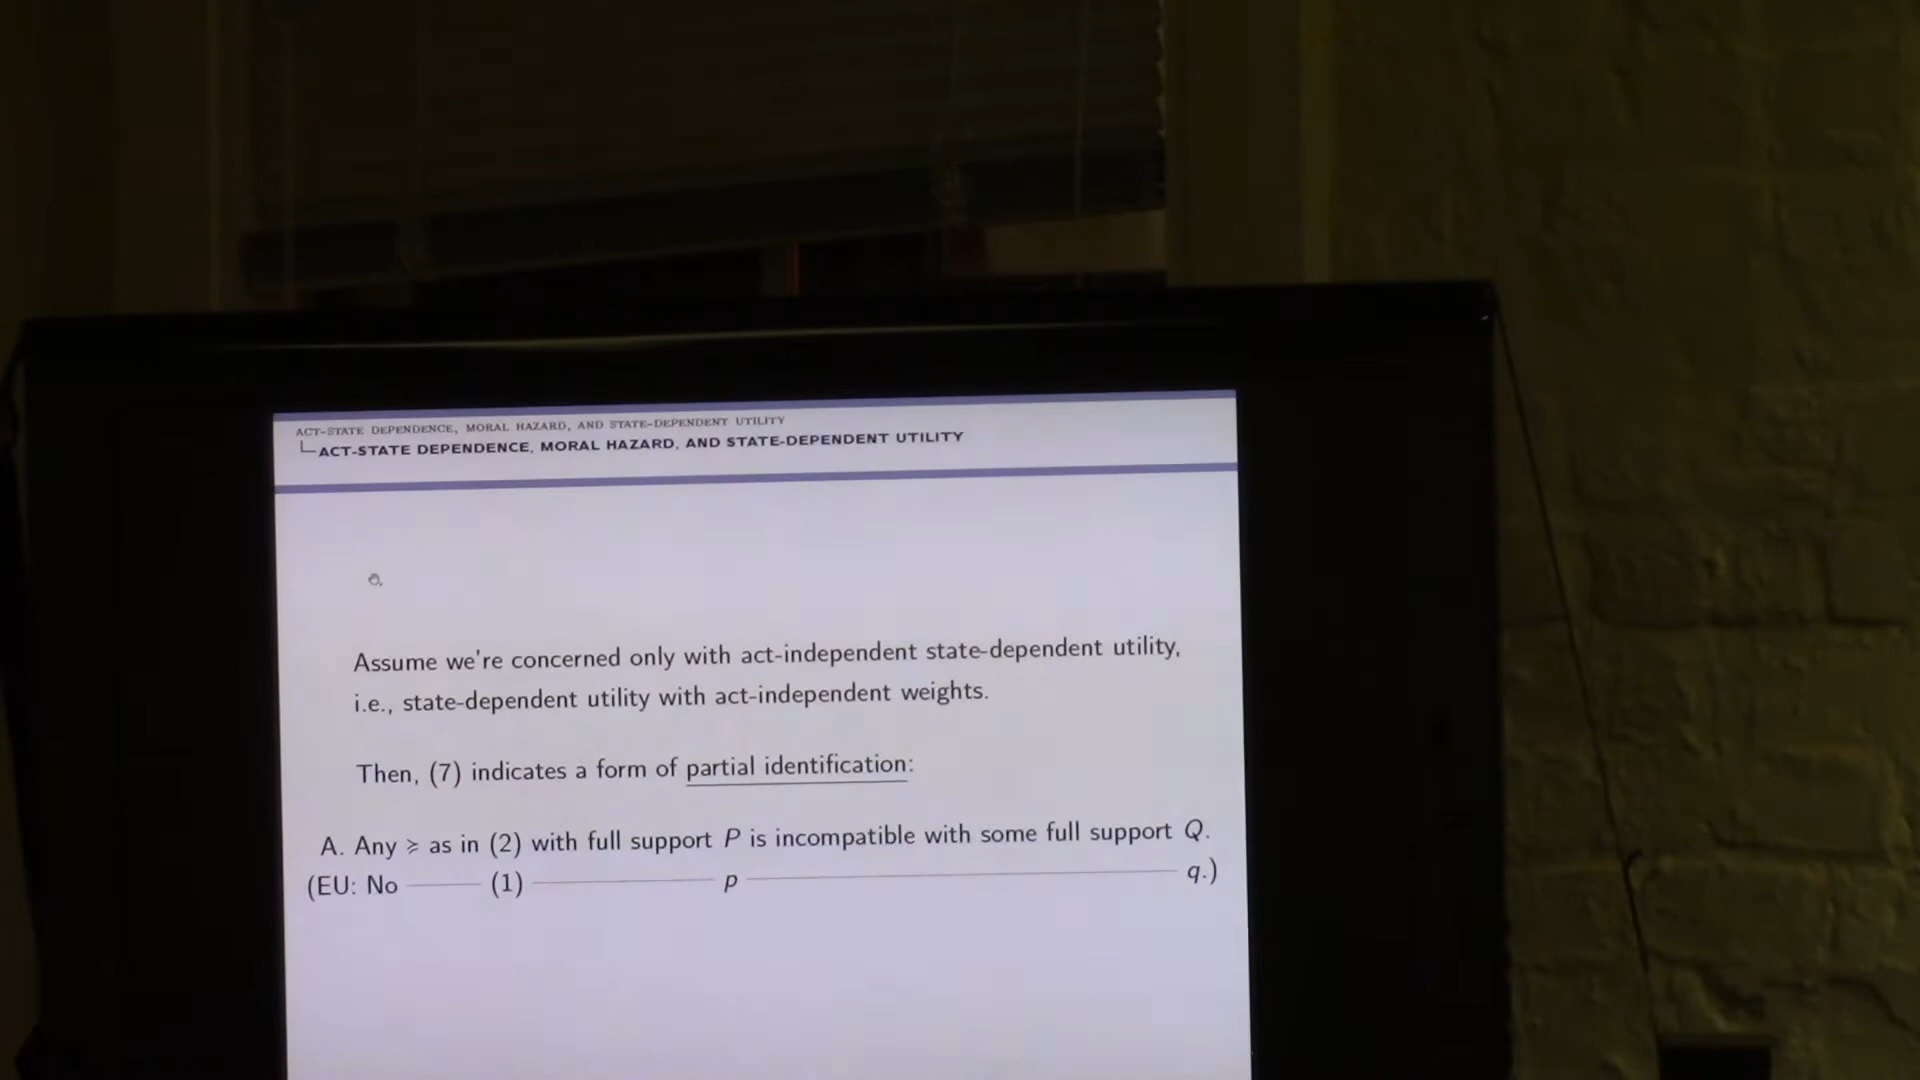 ACT-STATE DEPENDENCE, MORAL HAZARD, AND STATE-DEPENDENT UTILITY
ACT-STATE DEPENDENCE, MORAL HAZARD, AND STATE-DEPENDENT UTILITY
Assume we're concerned only with act-independent state-dependent utility,
i.e., state-dependent utility with act-independent weights.
Then, (7) indicates a form of partial identification:
A. Any ≽ as in (2) with full support P is incompatible with some full support Q.
(EU: No —— (1) —— p —— q.)